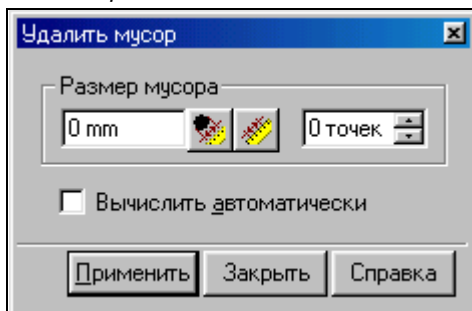 Удалить мусор
Размер мусора
0 mm 0 точек
Вычислить автоматически
Применить Закрыть Справка